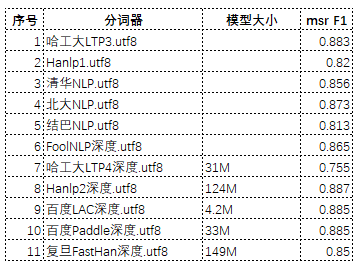 序号 分词器 模型大小 msr F1
1 哈工大LTP3.utf8 0.883
2 Hanlp1.utf8 0.82
3 清华NLP.utf8 0.856
4 北大NLP.utf8 0.873
5 结巴NLP.utf8 0.813
6 FoolNLP深度.utf8 0.865
7 哈工大LTP4深度.utf8 31M 0.755
8 Hanlp2深度.utf8 124M 0.887
9 百度LAC深度.utf8 4.2M 0.885
10 百度Paddle深度.utf8 33M 0.885
11 复旦FastHan深度.utf8 149M 0.85